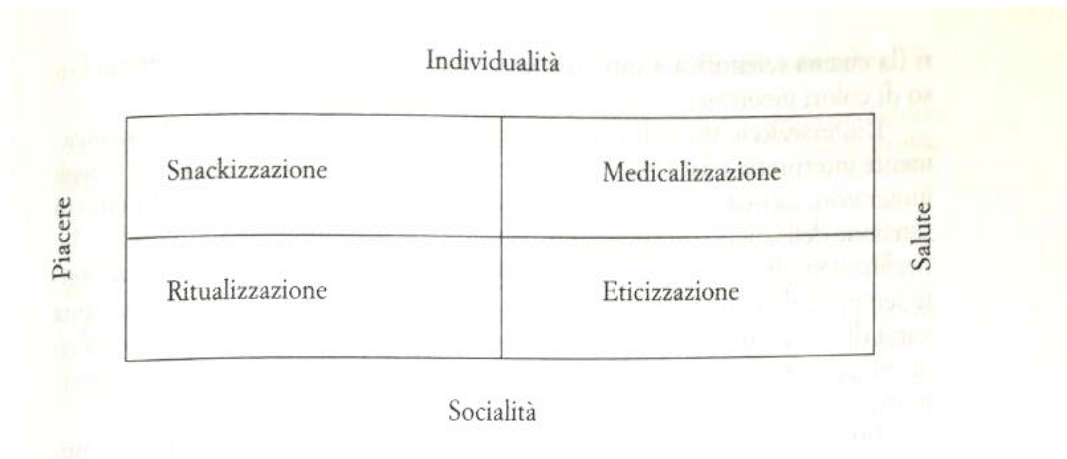 Individualità
Snackizzazione Medicalizzazione
Piacere
Salute
Ritualizzazione Eticizzazione
Socialità